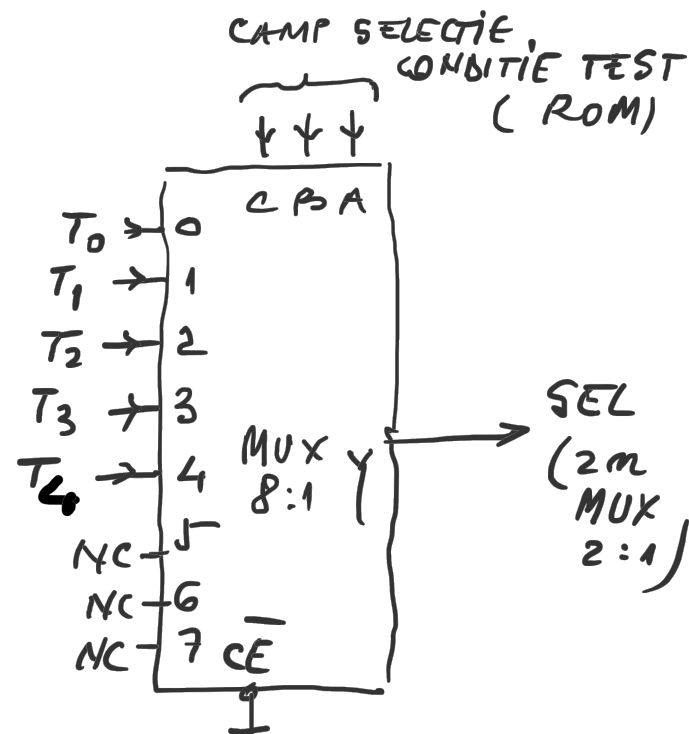 CAMP SELECTIE
CONDITIE TEST
(ROM)
C B A
T0 0
T1 1
T2 2
T3 3
T4 4
NC 5
NC 6
NC 7
MUX Y
8:1
C̅E̅
SEL
(2m
MUX
2:1)